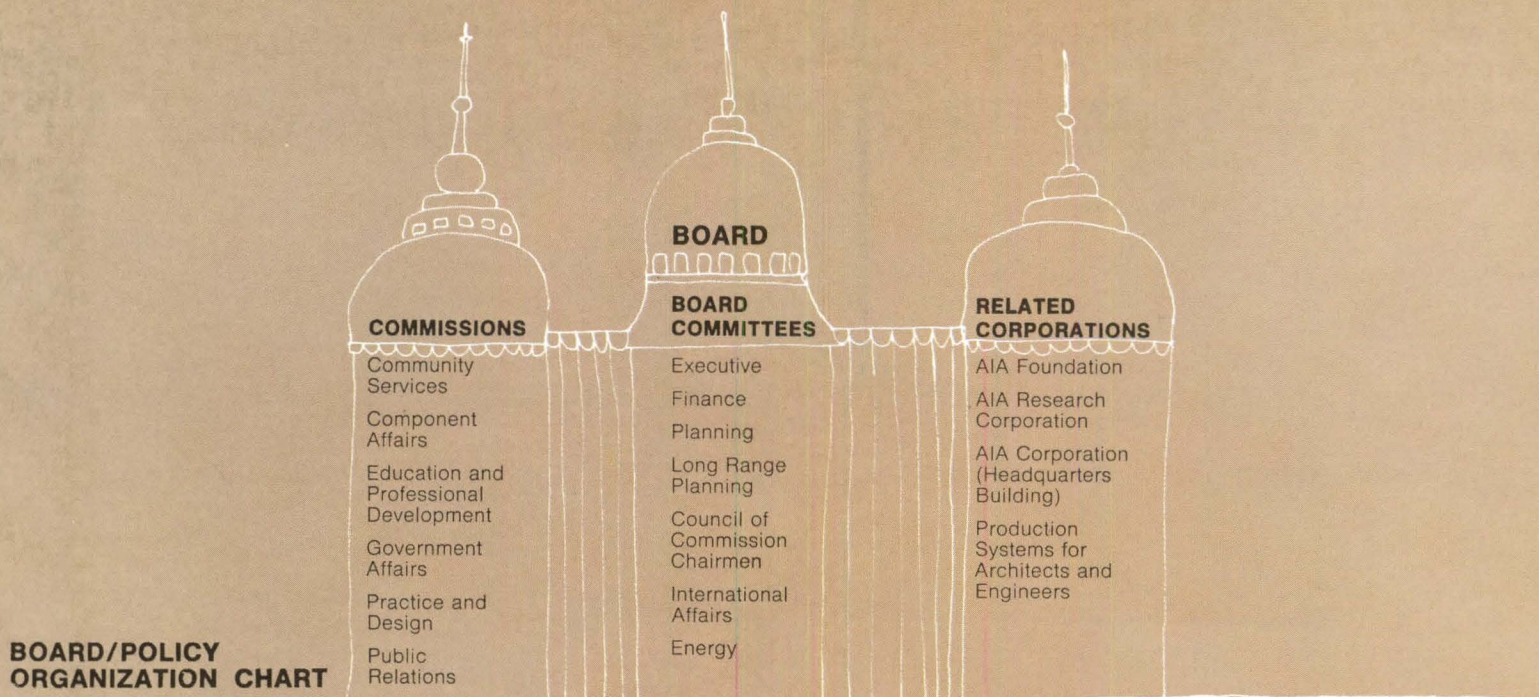 BOARD
COMMISSIONS
Community
Services
Component
Affairs
Education and
Professional
Development
Government
Affairs
Practice and
Design
Public
Relations
BOARD
COMMITTEES
Executive
Finance
Planning
Long Range
Planning
Council of
Commission
Chairmen
International
Affairs
Energy
RELATED
CORPORATIONS
AIA Foundation
AIA Research
Corporation
AIA Corporation
(Headquarters
Building)
Production
Systems for
Architects and
Engineers
BOARD/POLICY
ORGANIZATION CHART